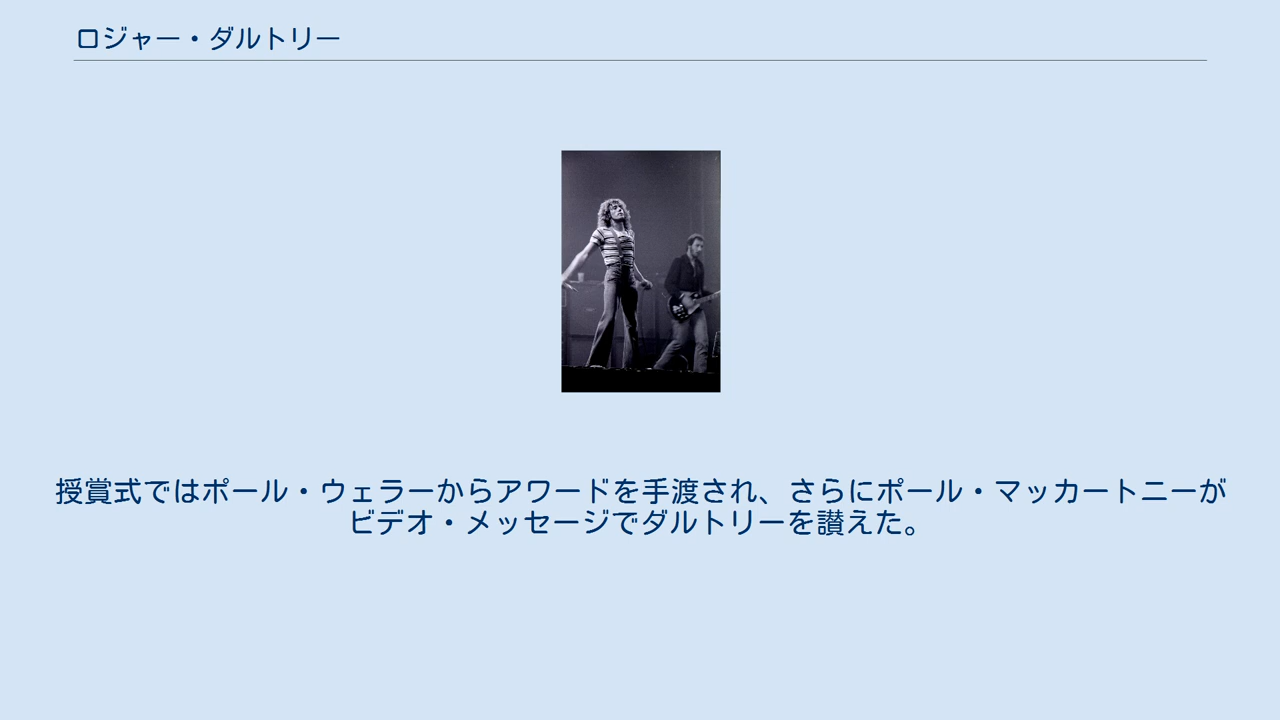 ロジャー・ダルトリー
授賞式ではポール・ウェラーからアワードを手渡され、さらにポール・マッカートニーが
ビデオ・メッセージでダルトリーを讃えた。